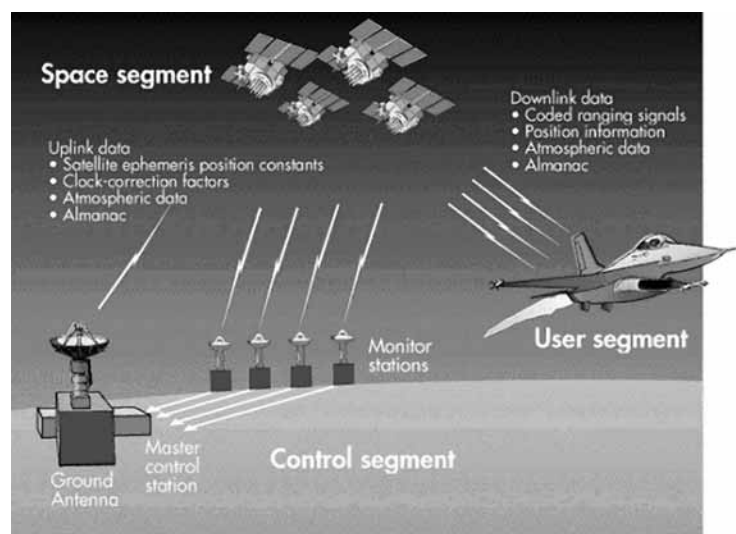 Space segment
Uplink data
• Satellite ephemeris position constants
• Clock-correction factors
• Atmospheric data
• Almanac
Downlink data
• Coded ranging signals
• Position information
• Atmospheric data
• Almanac
User segment
Monitor
stations
Master
control
station
Control segment
Ground
Antenna